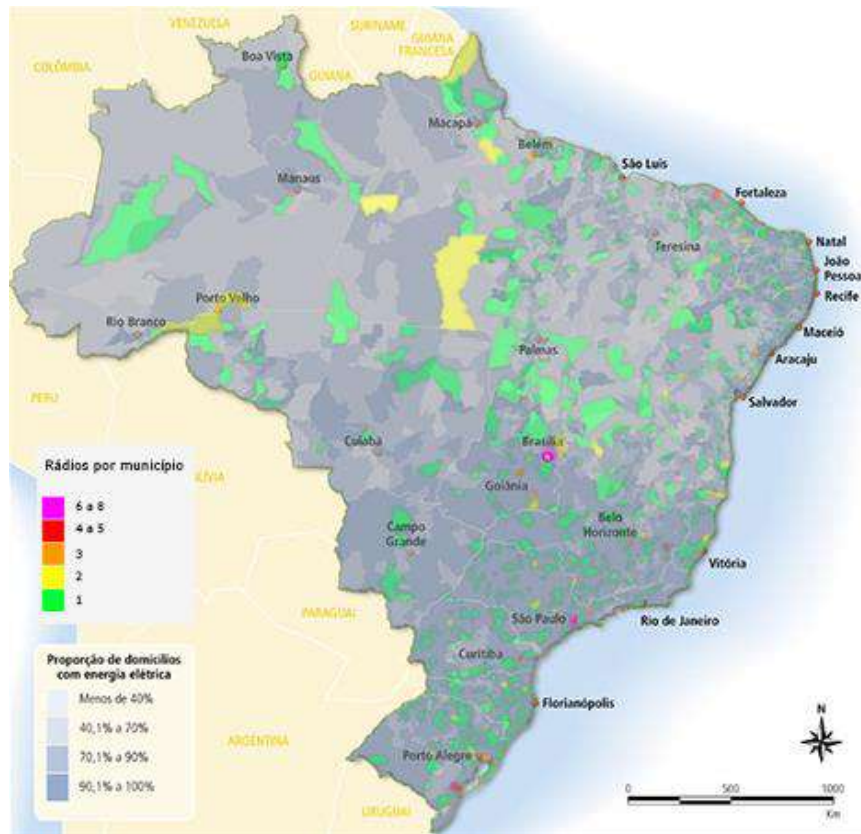 VENEZUELA
SURINAME
GUIANA
FRANCESA
COLÔMBIA
GUIANA
Boa Vista
Macapá
Belém
São Luis
Manaus
Fortaleza
Teresina
Natal
João
Pessoa
Porto Velho
Recife
Rio Branco
Maceió
Palmas
Aracaju
PERU
Salvador
Cuiabá
Brasília
Rádios por município
LÍVIA
Goiânia
6 a 8
4 a 5
3
2
1
Campo
Grande
Belo
Horizonte
Vitória
PARAGUAI
São Paulo
Rio de Janeiro
Proporção de domicílios
com energia elétrica
Curitiba
Menos de 40%
40,1% a 70%
70,1% a 90%
90,1% a 100%
Florianópolis
ARGENTINA
Porto Alegre
N
URUGUAI
0 500 1000
Km